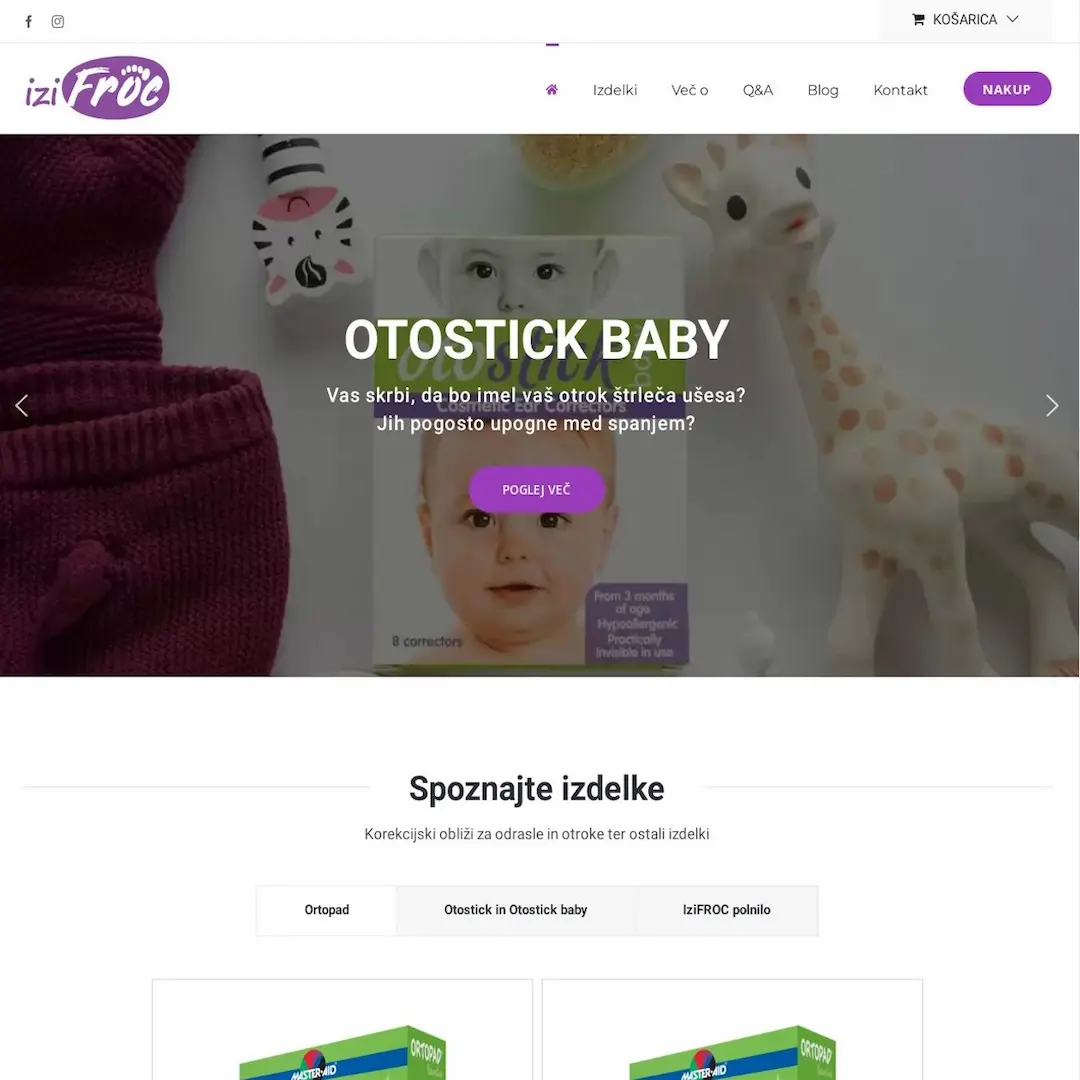 KOŠARICA
izi Froc
Izdelki
Več o
Q&A
Blog
Kontakt
NAKUP
OTOSTICK BABY
otostick baby
Vas skrbi, da bo imel vaš otrok štrleča ušesa?
Cosmetic Ear Correctors
Jih pogosto upogne med spanjem?
POGLEJ VEČ
From 3 months
of age
Hypoallergenic
Practically
Invisible in use
8 correctors
Spoznajte izdelke
Korekcijski obliži za odrasle in otroke ter ostali izdelki
Ortopad
Otostick in Otostick baby
IziFROC polnilo
ORTOPAD
MASTER-AID
ORTOPAD
MASTER-AID